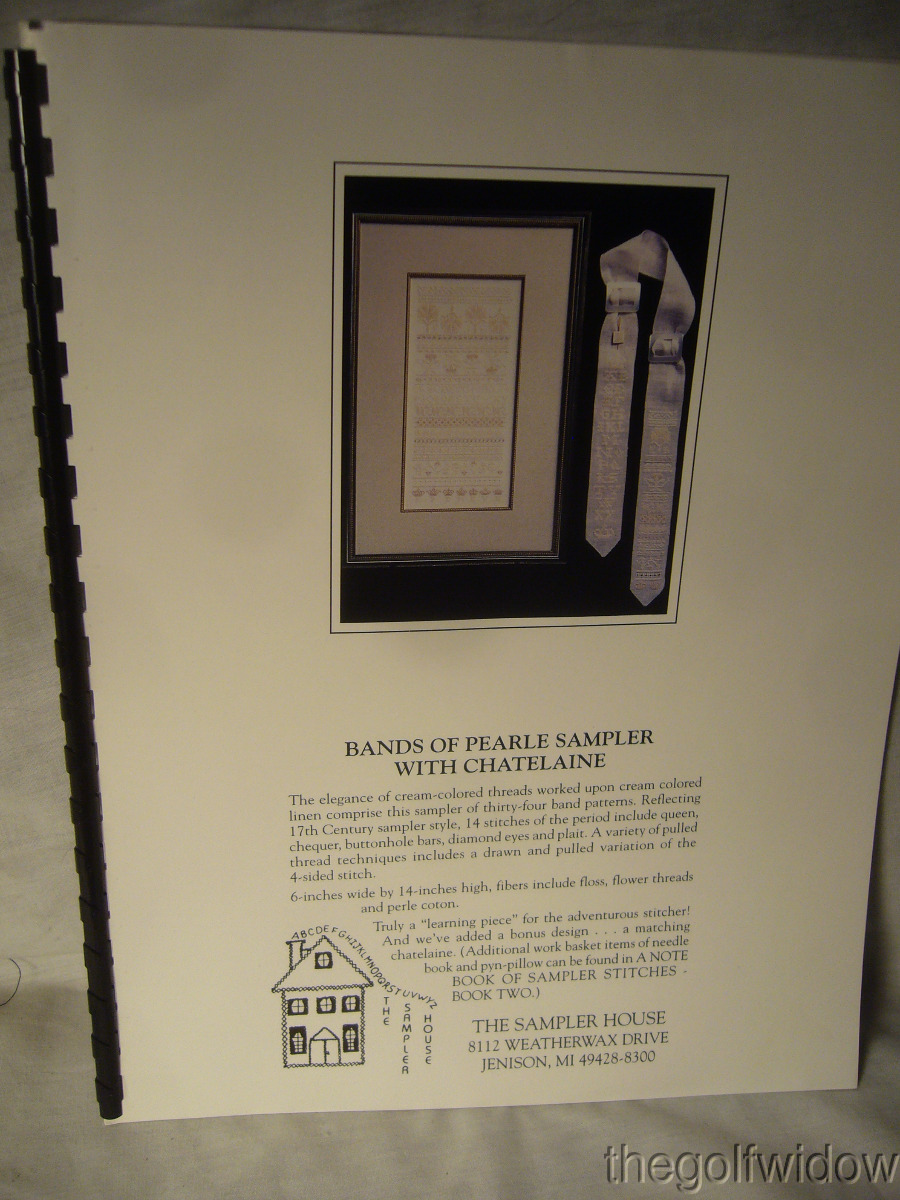 BANDS OF PEARLE SAMPLER
WITH CHATELAINE
The elegance of cream-colored threads worked upon cream colored
linen comprise this sampler of thirty-four band patterns. Reflecting
17th Century sampler style, 14 stitches of the period include queen,
chequer, buttonhole bars, diamond eyes and plait. A variety of pulled
thread techniques includes a drawn and pulled variation of the
4-sided stitch.
6-inches wide by 14-inches high, fibers include floss, flower threads
and perle coton.
Truly a “learning piece” for the adventurous stitcher!
And we've added a bonus design . . . a matching
chatelaine. (Additional work basket items of needle
book and pyn-pillow can be found in A NOTE
BOOK OF SAMPLER STITCHES -
BOOK TWO.)
ABCDEFGHIJKLMNOPQRSTUVWYZ
THE
SAMPLER
HOUSE
THE SAMPLER HOUSE
8112 WEATHERWAX DRIVE
JENISON, MI 49428-8300
thegolfwidow